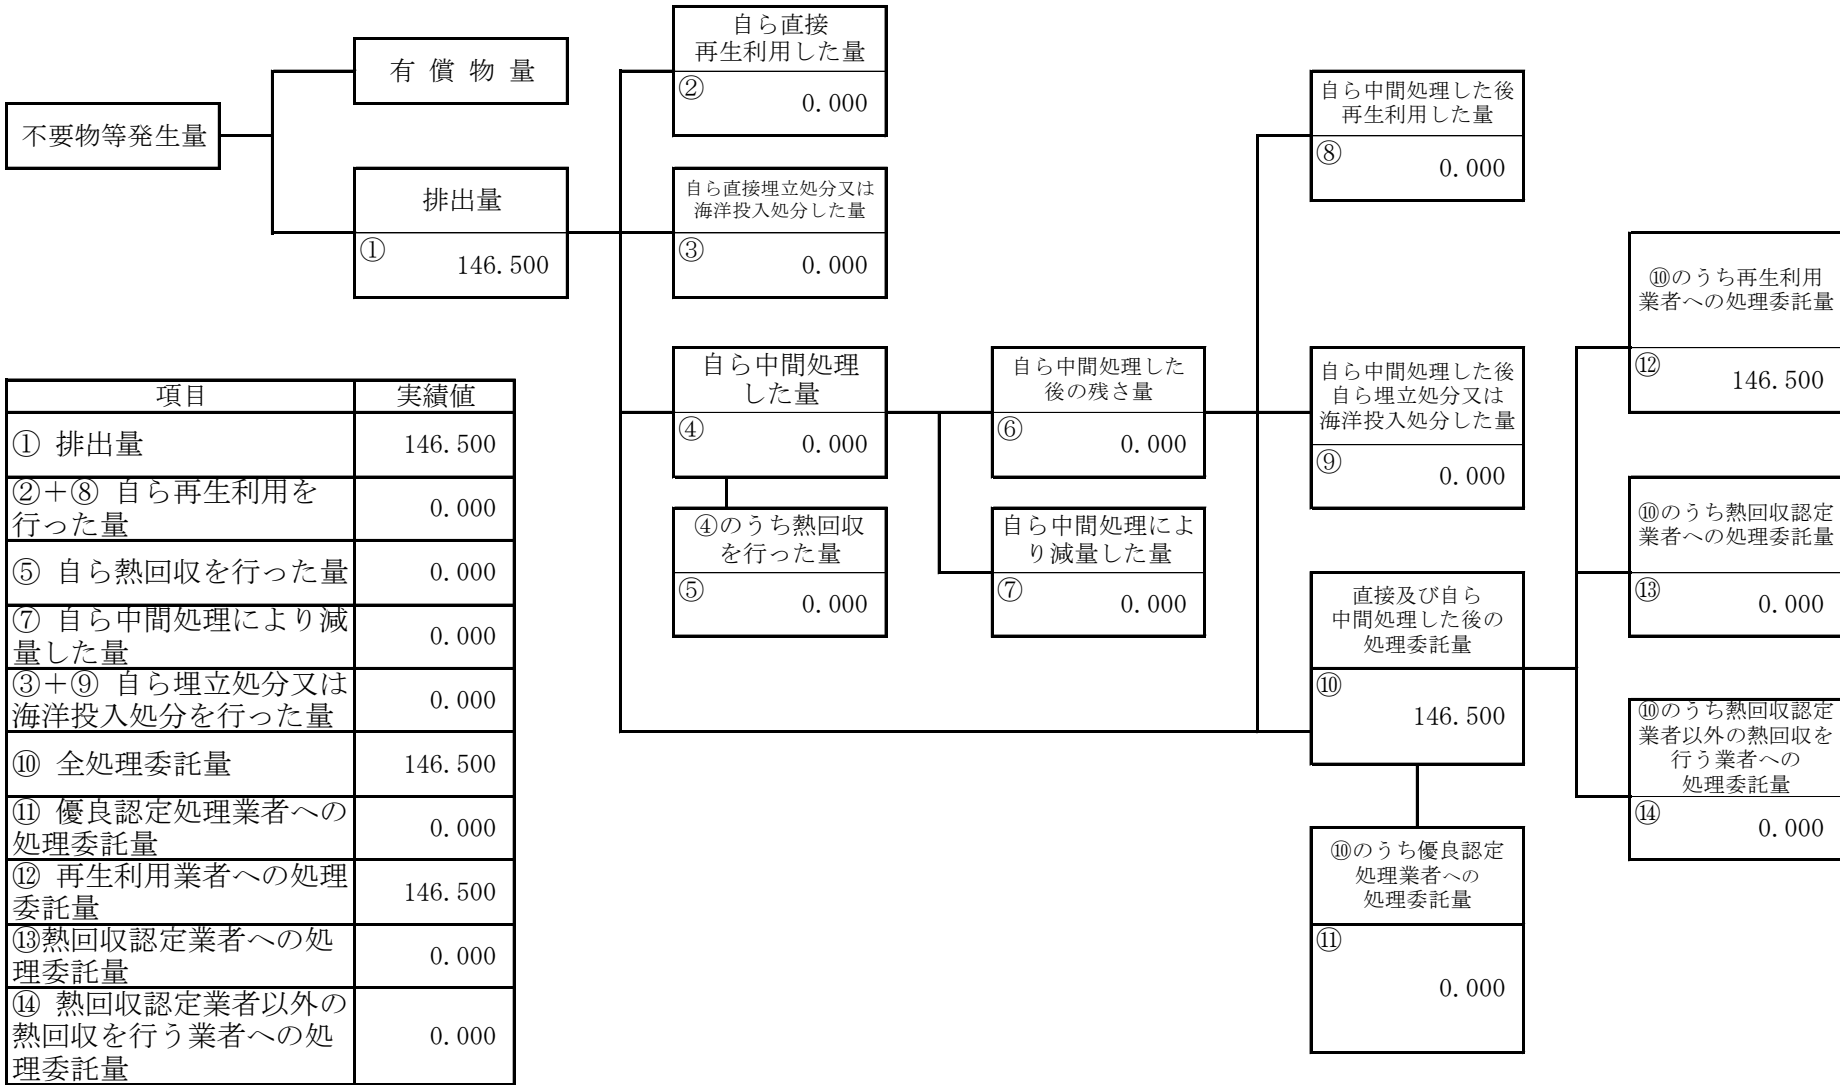 自ら直接
再生利用した量
②
0.000
有 償 物 量
不要物等発生量
排出量
①
146.500
自ら直接埋立処分又は
海洋投入処分した量
③
0.000
自ら中間処理した後
再生利用した量
⑧
0.000
自ら中間処理
した量
④
0.000
自ら中間処理した
後の残さ量
⑥
0.000
自ら中間処理した後
自ら埋立処分又は
海洋投入処分した量
⑨
0.000
④のうち熱回収
を行った量
⑤
0.000
自ら中間処理によ
り減量した量
⑦
0.000
直接及び自ら
中間処理した後の
処理委託量
⑩
146.500
⑩のうち優良認定
処理業者への
処理委託量
⑪
0.000
⑩のうち再生利用
業者への処理委託量
⑫
146.500
⑩のうち熱回収認定
業者への処理委託量
⑬
0.000
⑩のうち熱回収認定
業者以外の熱回収を
行う業者への
処理委託量
⑭
0.000
項目 実績値
① 排出量 146.500
②＋⑧ 自ら再生利用を
行った量 0.000
⑤ 自ら熱回収を行った量 0.000
⑦ 自ら中間処理により減
量した量 0.000
③＋⑨ 自ら埋立処分又は
海洋投入処分を行った量 0.000
⑩ 全処理委託量 146.500
⑪ 優良認定処理業者への
処理委託量 0.000
⑫ 再生利用業者への処理
委託量 146.500
⑬熱回収認定業者への処
理委託量 0.000
⑭ 熱回収認定業者以外の
熱回収を行う業者への処
理委託量 0.000